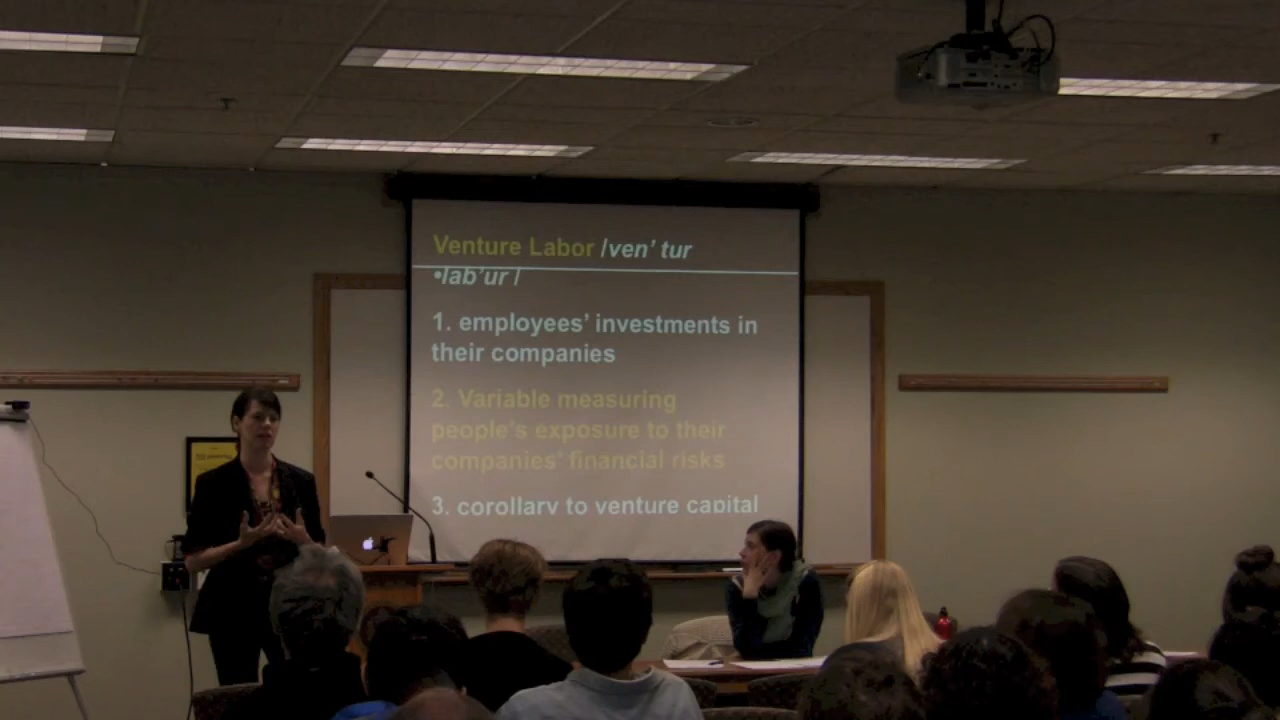 Venture Labor /ven’ tur
•lab’ur /
1. employees’ investments in
their companies
2. Variable measuring
people’s exposure to their
companies’ financial risks
3. corollary to venture capital